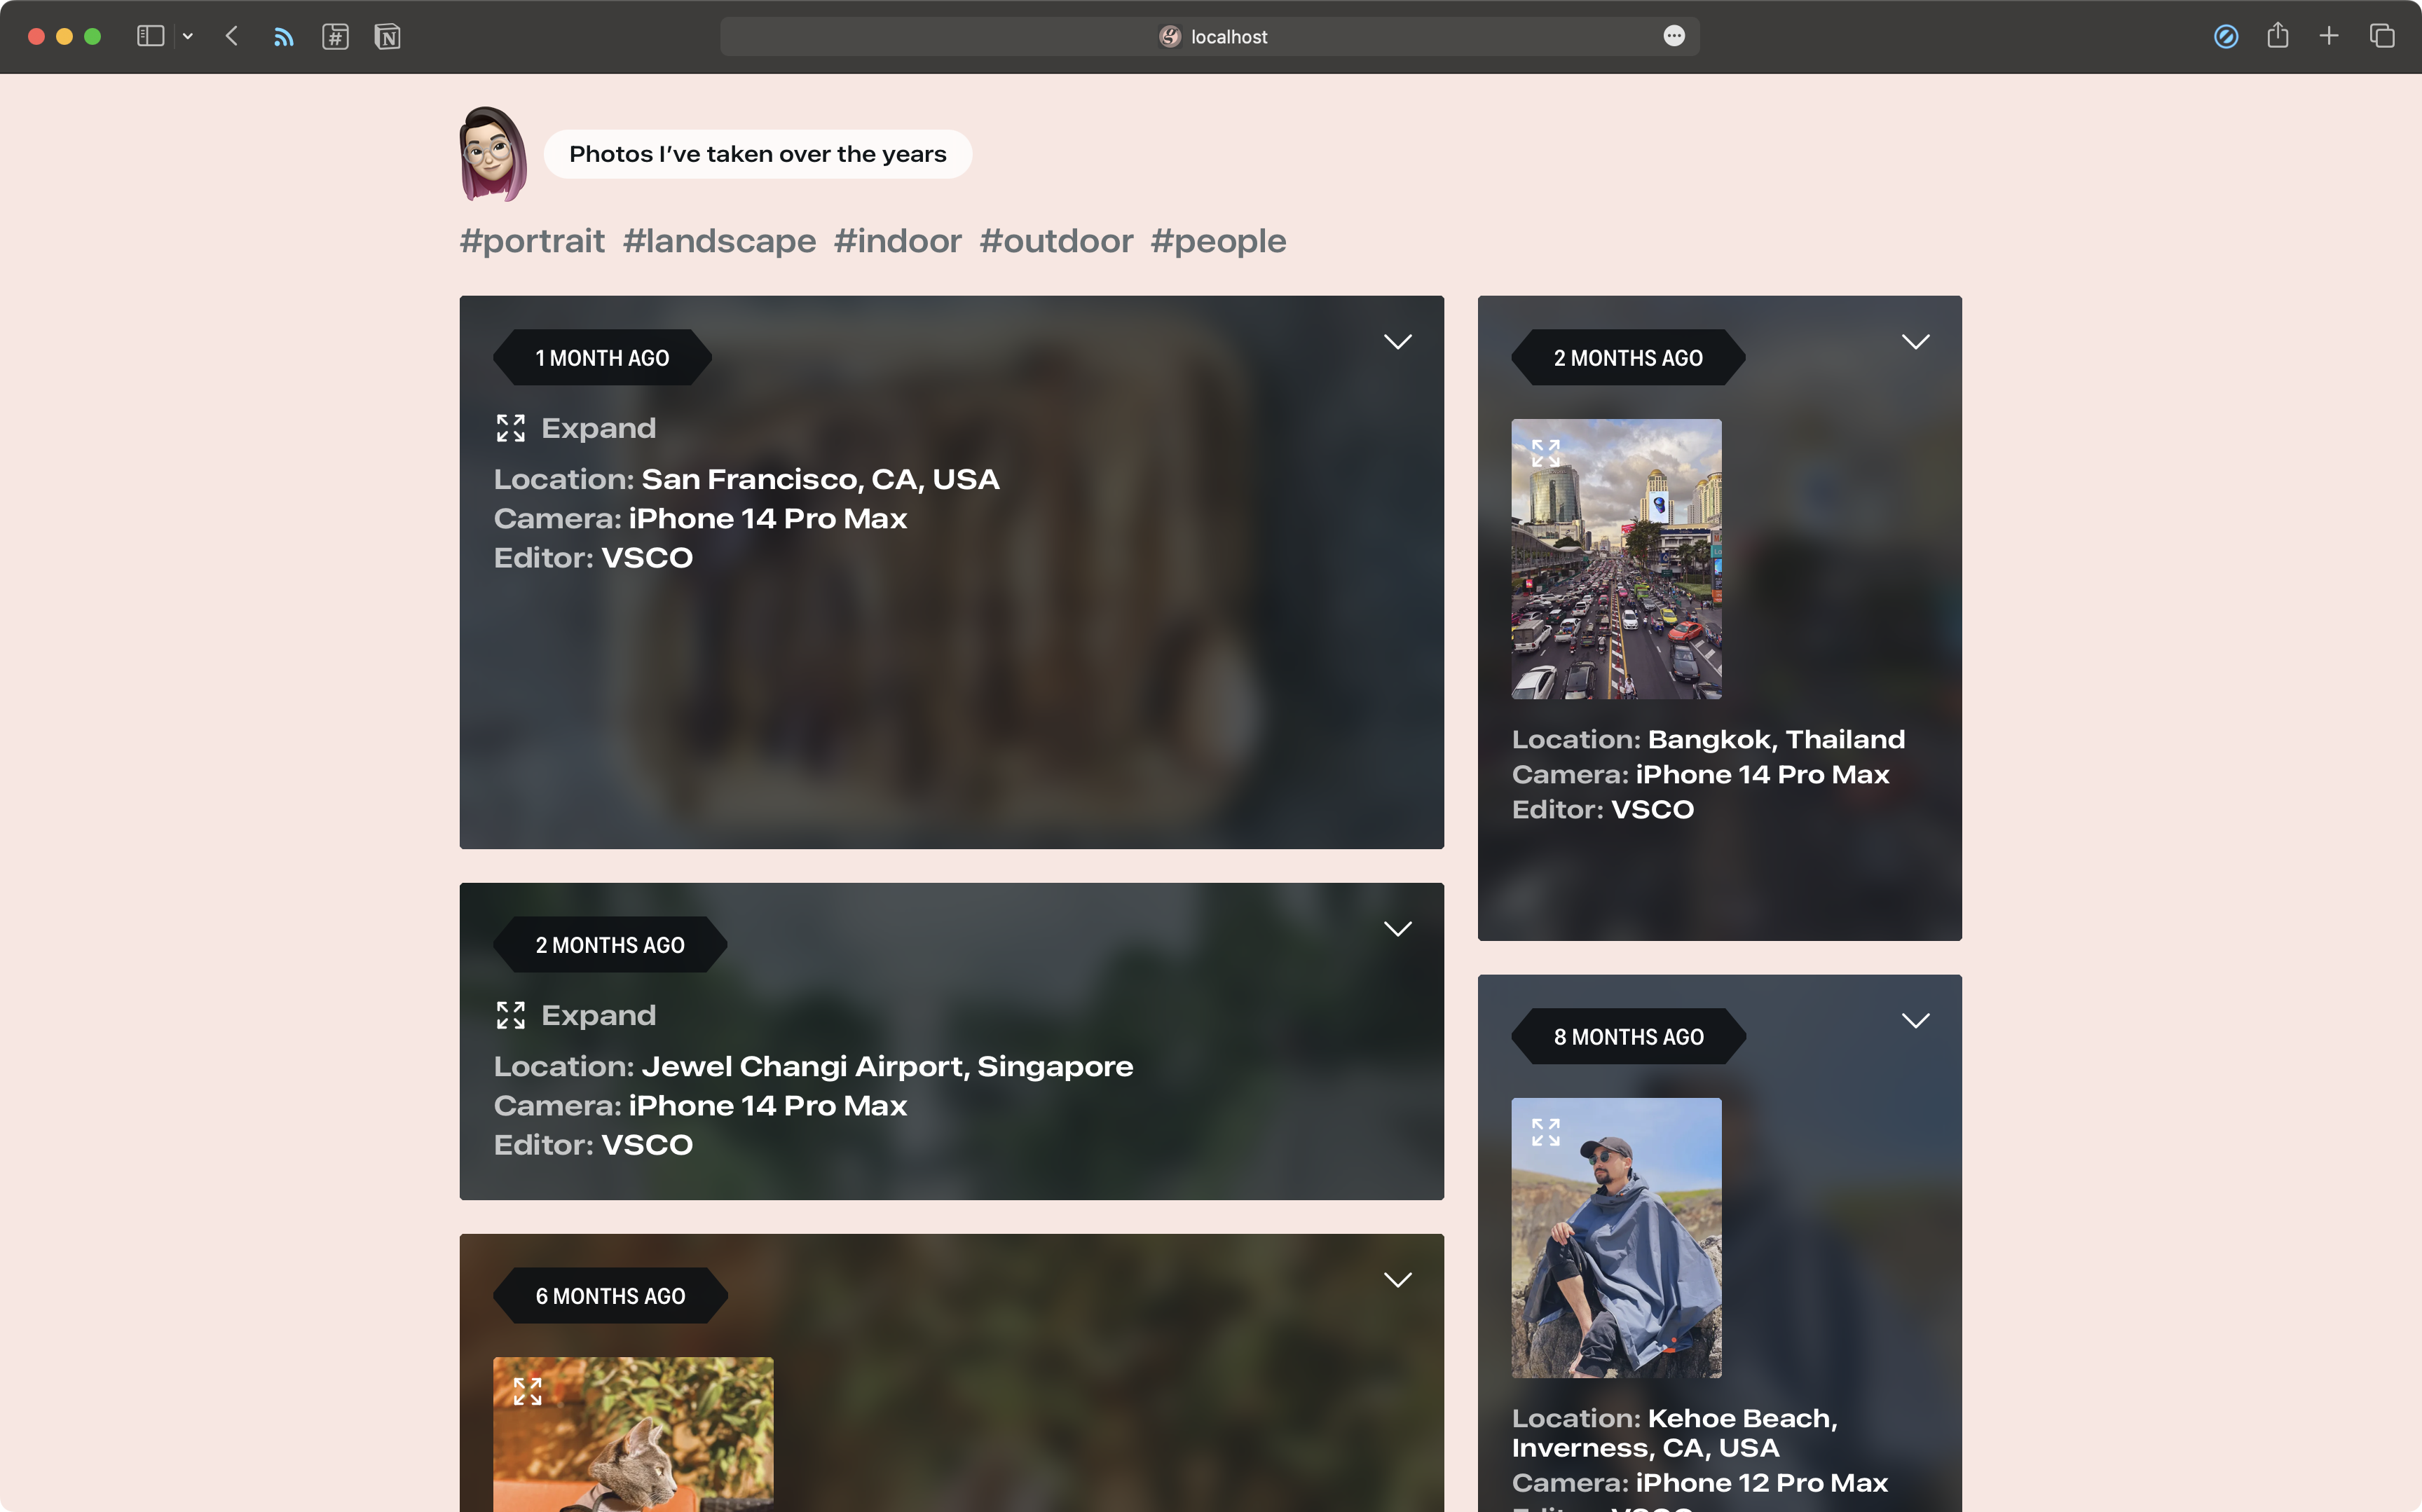 localhost
Photos I’ve taken over the years
#portrait #landscape #indoor #outdoor #people
1 MONTH AGO
Expand
Location: San Francisco, CA, USA
Camera: iPhone 14 Pro Max
Editor: VSCO
2 MONTHS AGO
Location: Bangkok, Thailand
Camera: iPhone 14 Pro Max
Editor: VSCO
2 MONTHS AGO
Expand
Location: Jewel Changi Airport, Singapore
Camera: iPhone 14 Pro Max
Editor: VSCO
8 MONTHS AGO
Location: Kehoe Beach,
Inverness, CA, USA
Camera: iPhone 12 Pro Max
6 MONTHS AGO